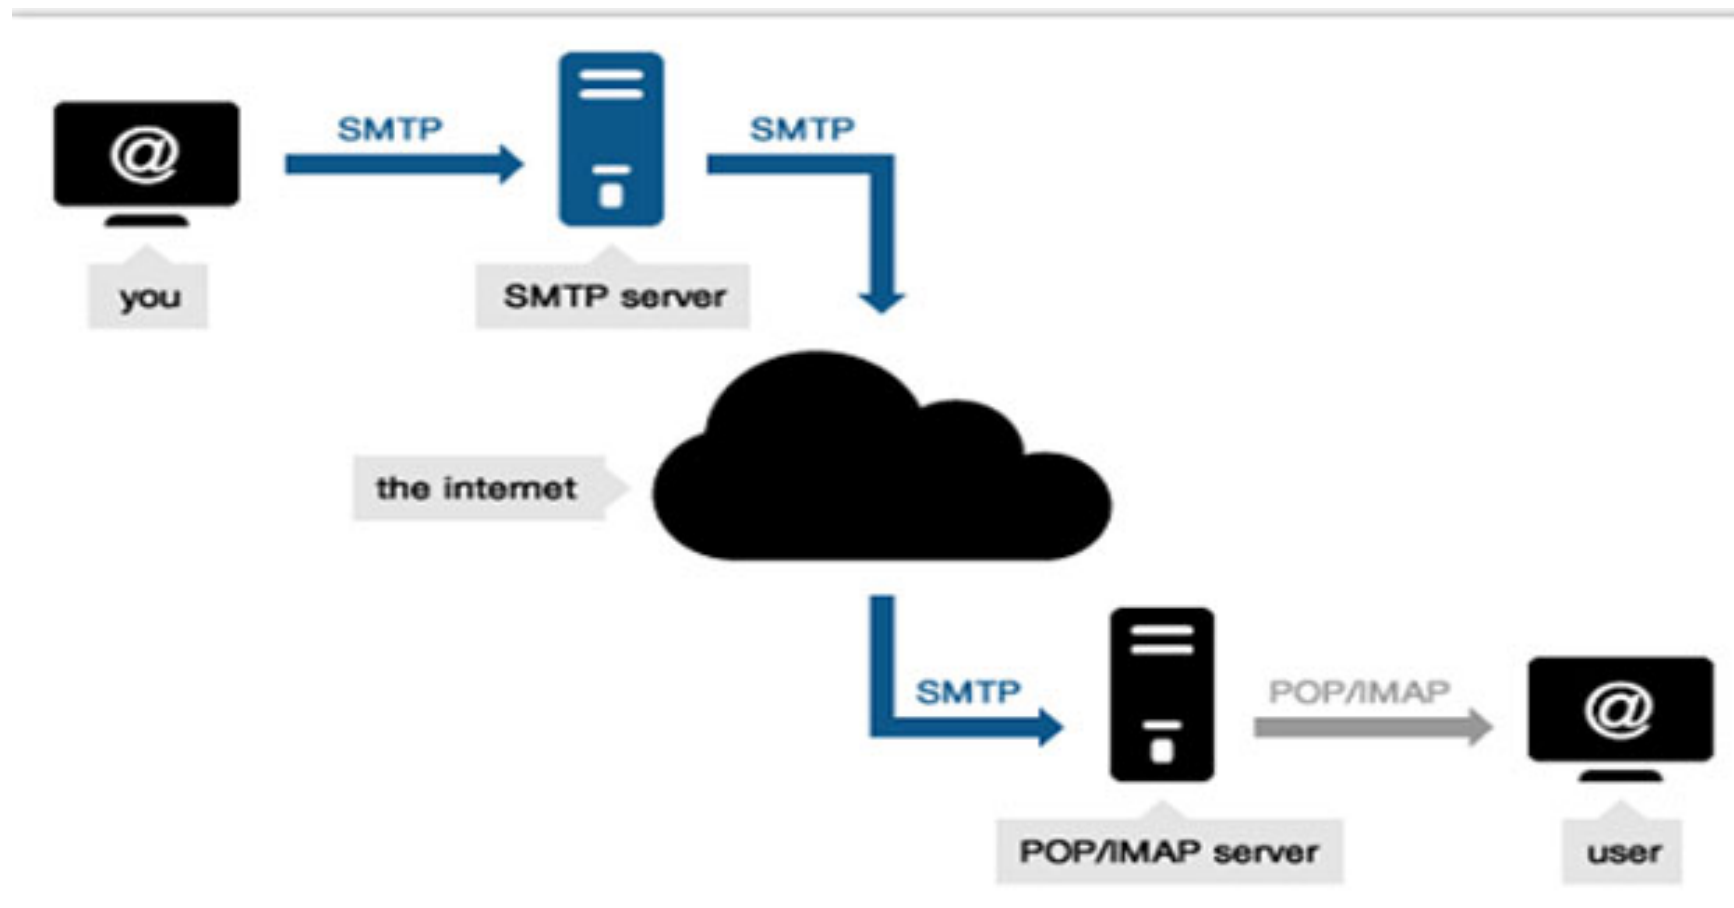 @
SMTP
SMTP
you
SMTP server
the internet
SMTP
POP/IMAP
@
POP/IMAP server
user